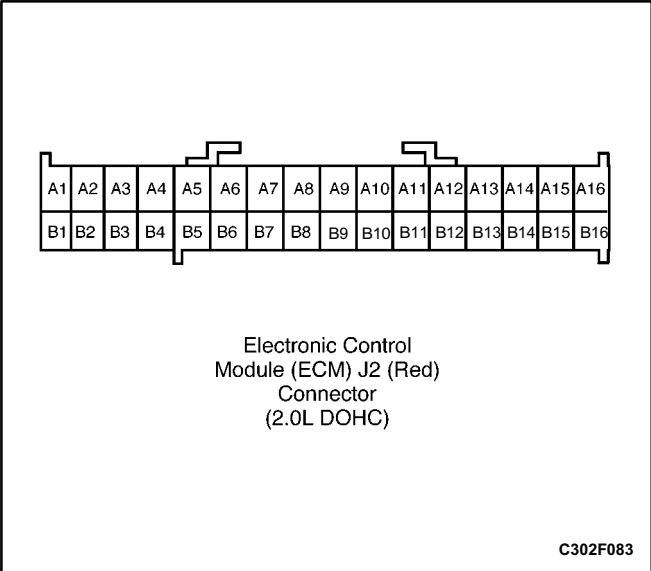 A1 A2 A3 A4 A5 A6 A7 A8 A9 A10 A11 A12 A13 A14 A15 A16
B1 B2 B3 B4 B5 B6 B7 B8 B9 B10 B11 B12 B13 B14 B15 B16
Electronic Control
Module (ECM) J2 (Red)
Connector
(2.0L DOHC)
C302F083